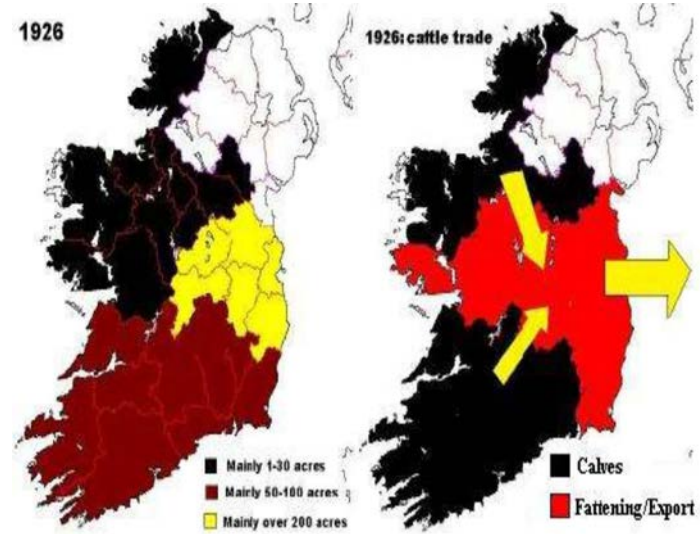 1926
Mainly 1-30 acres
Mainly 50-100 acres
Mainly over 200 acres
1926: cattle trade
Calves
Fattening/Export